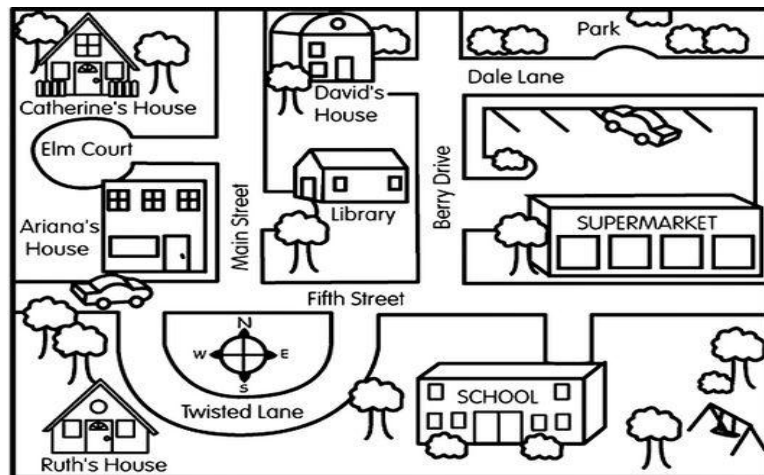 Park
Dale Lane
Catherine's House
David's
House
Elm Court
Ariana's
House
Main Street
Library
Berry Drive
SUPERMARKET
Fifth Street
N
W
E
S
Twisted Lane
SCHOOL
Ruth's House